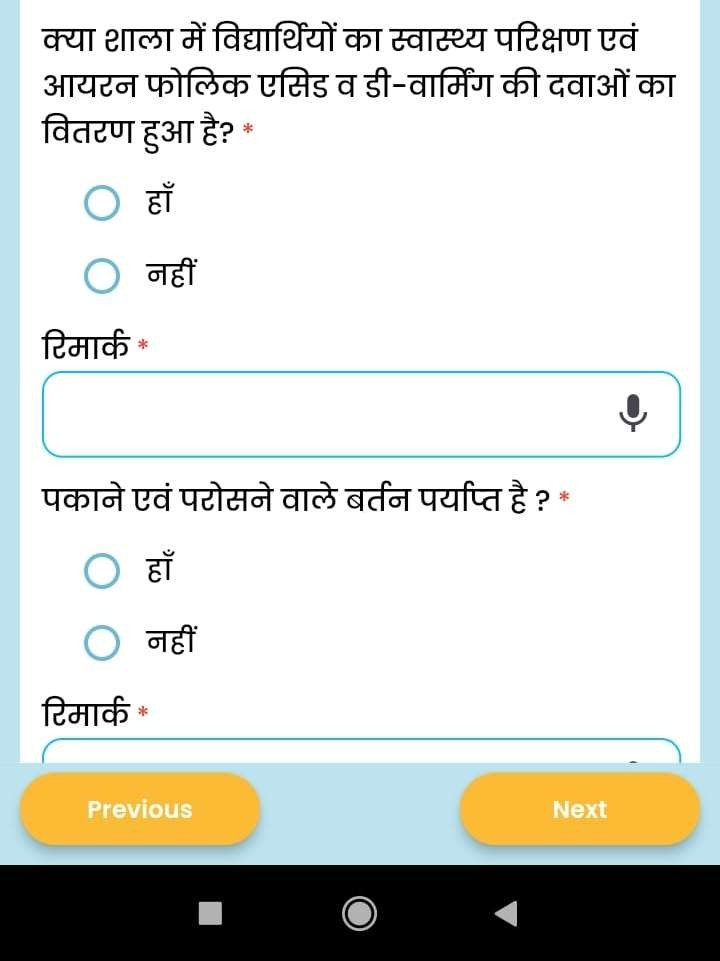 क्या शाला में विद्यार्थियों का स्वास्थ्य परिक्षण एवं
आयरन फोलिक एसिड व डी-वार्मिंग की दवाओं का
वितरण हुआ है? *
हाँ
नहीं
रिमार्क *
पकाने एवं परोसने वाले बर्तन पर्याप्त है ? *
हाँ
नहीं
रिमार्क *
Previous
Next